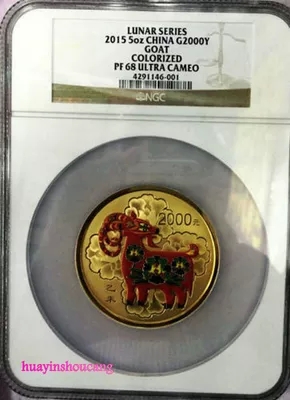 LUNAR SERIES
2015 5oz CHINA G2000Y
GOAT
COLORIZED
PF 68 ULTRA CAMEO
4291146-001
NGC
2000元
乙未
huayinshoucang